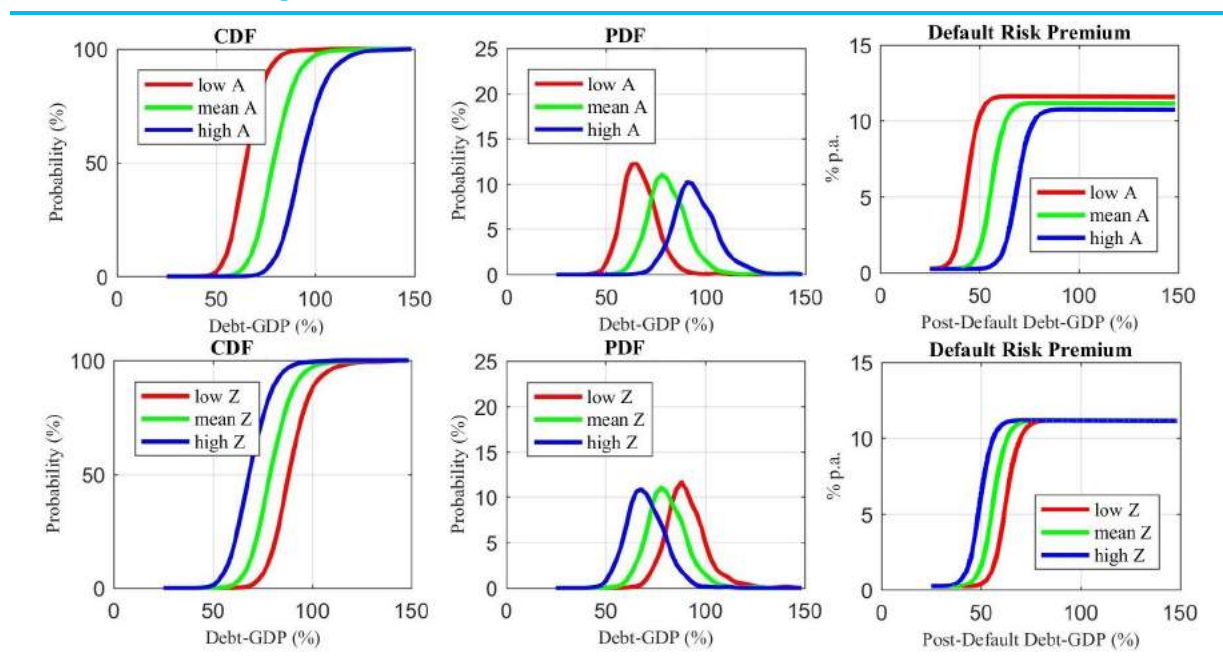 CDF
100
50
0
0
50
100
150
Probability (%)
Debt-GDP (%)
low A
mean A
high A
PDF
25
20
15
10
5
0
0
50
100
150
Probability (%)
Debt-GDP (%)
low A
mean A
high A
Default Risk Premium
15
10
5
0
0
50
100
150
% p.a.
Post-Default Debt-GDP (%)
low A
mean A
high A
CDF
100
50
0
0
50
100
150
Probability (%)
Debt-GDP (%)
low Z
mean Z
high Z
PDF
25
20
15
10
5
0
0
50
100
150
Probability (%)
Debt-GDP (%)
low Z
mean Z
high Z
Default Risk Premium
15
10
5
0
0
50
100
150
% p.a.
Post-Default Debt-GDP (%)
low Z
mean Z
high Z